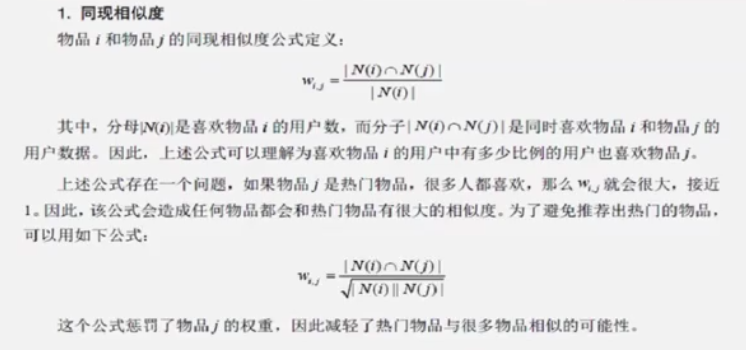 1. 同现相似度
物品 i 和物品 j 的同现相似度公式定义：
w_{i,j} = |N(i)∩N(j)| / |N(i)|
其中，分母|N(i)|是喜欢物品 i 的用户数，而分子|N(i)∩N(j)|是同时喜欢物品 i 和物品 j 的
用户数据。因此，上述公式可以理解为喜欢物品 i 的用户中有多少比例的用户也喜欢物品 j。
上述公式存在一个问题，如果物品 j 是热门物品，很多人都喜欢，那么 w_{i,j} 就会很大，接近
1。因此，该公式会造成任何物品都会和热门物品有很大的相似度。为了避免推荐出热门的物品，
可以用如下公式：
w_{i,j} = |N(i)∩N(j)| / √|N(i)||N(j)|
这个公式惩罚了物品 j 的权重，因此减轻了热门物品与很多物品相似的可能性。